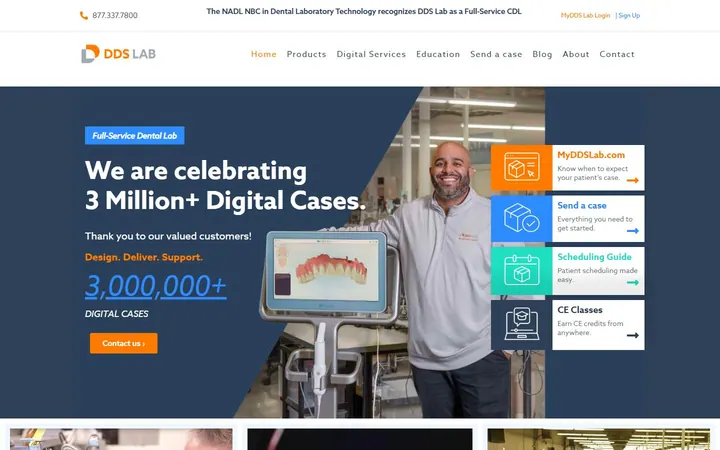 877.337.7800
The NADL NBC in Dental Laboratory Technology recognizes DDS Lab as a Full-Service CDL
MyDDS Lab Login | Sign Up
DDS LAB
Home Products Digital Services Education Send a case Blog About Contact
Full-Service Dental Lab
We are celebrating
3 Million+ Digital Cases.
Thank you to our valued customers!
Design. Deliver. Support.
3,000,000+
DIGITAL CASES
Contact us ›
MyDDSLab.com
Know when to expect
your patient's case.
Send a case
Everything you need to
get started.
Scheduling Guide
Patient scheduling made
easy.
CE Classes
Earn CE credits from
anywhere.